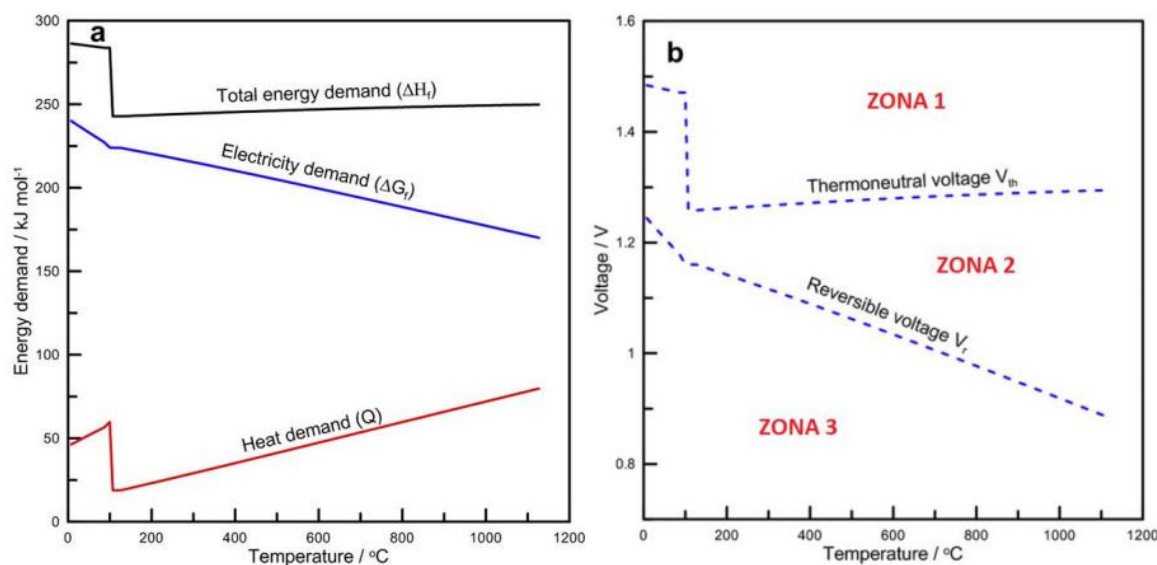 a
300
250
200
150
100
50
0
Energy demand / kJ mol⁻¹
Total energy demand (ΔHf)
Electricity demand (ΔGf)
Heat demand (Q)
0 200 400 600 800 1000 1200
Temperature / °C
b
1.6
1.4
1.2
1
0.8
Voltage / V
ZONA 1
Thermoneutral voltage Vth
ZONA 2
Reversible voltage Vr
ZONA 3
0 200 400 600 800 1000 1200
Temperature / °C